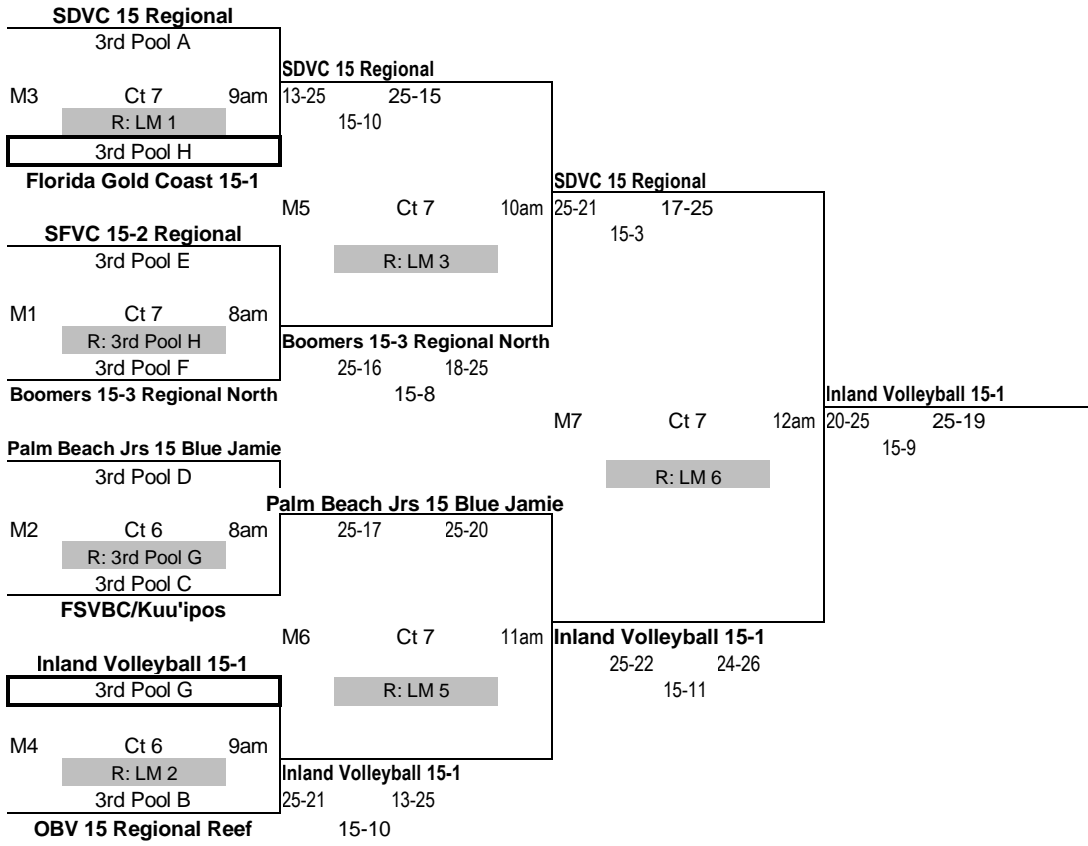 SDVC 15 Regional
3rd Pool A
SDVC 15 Regional
M3 Ct 7 9am 13-25 25-15
R: LM 1 15-10
3rd Pool H
Florida Gold Coast 15-1 SDVC 15 Regional
M5 Ct 7 10am 25-21 17-25
SFVC 15-2 Regional 15-3
3rd Pool E R: LM 3
M1 Ct 7 8am
R: 3rd Pool H Boomers 15-3 Regional North
3rd Pool F 25-16 18-25
Boomers 15-3 Regional North 15-8 Inland Volleyball 15-1
M7 Ct 7 12am 20-25 25-19
Palm Beach Jrs 15 Blue Jamie 15-9
3rd Pool D R: LM 6
Palm Beach Jrs 15 Blue Jamie
M2 Ct 6 8am 25-17 25-20
R: 3rd Pool G
3rd Pool C
FSVBC/Kuu'ipos
M6 Ct 7 11am Inland Volleyball 15-1
Inland Volleyball 15-1 25-22 24-26
3rd Pool G R: LM 5 15-11
M4 Ct 6 9am
R: LM 2 Inland Volleyball 15-1
3rd Pool B 25-21 13-25
OBV 15 Regional Reef 15-10